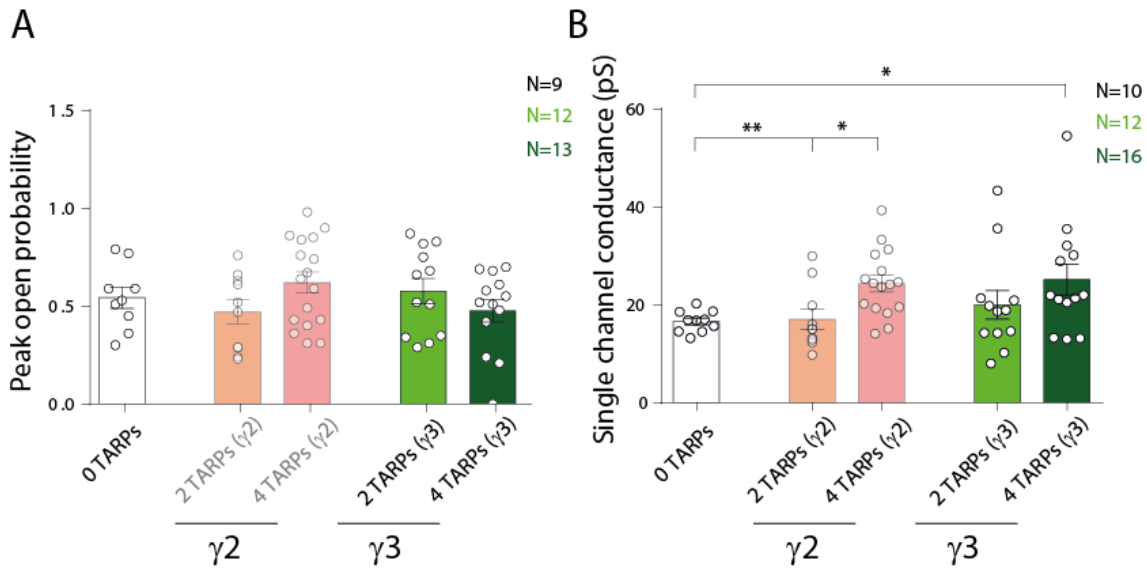 A
Peak open probability
1.5
1.0
0.5
0.0
N=9
N=12
N=13
0 TARPs
2 TARPs (γ2)
4 TARPs (γ2)
2 TARPs (γ3)
4 TARPs (γ3)
γ2
γ3
B
Single channel conductance (pS)
60
40
20
0
*
**
*
N=10
N=12
N=16
0 TARPs
2 TARPs (γ2)
4 TARPs (γ2)
2 TARPs (γ3)
4 TARPs (γ3)
γ2
γ3